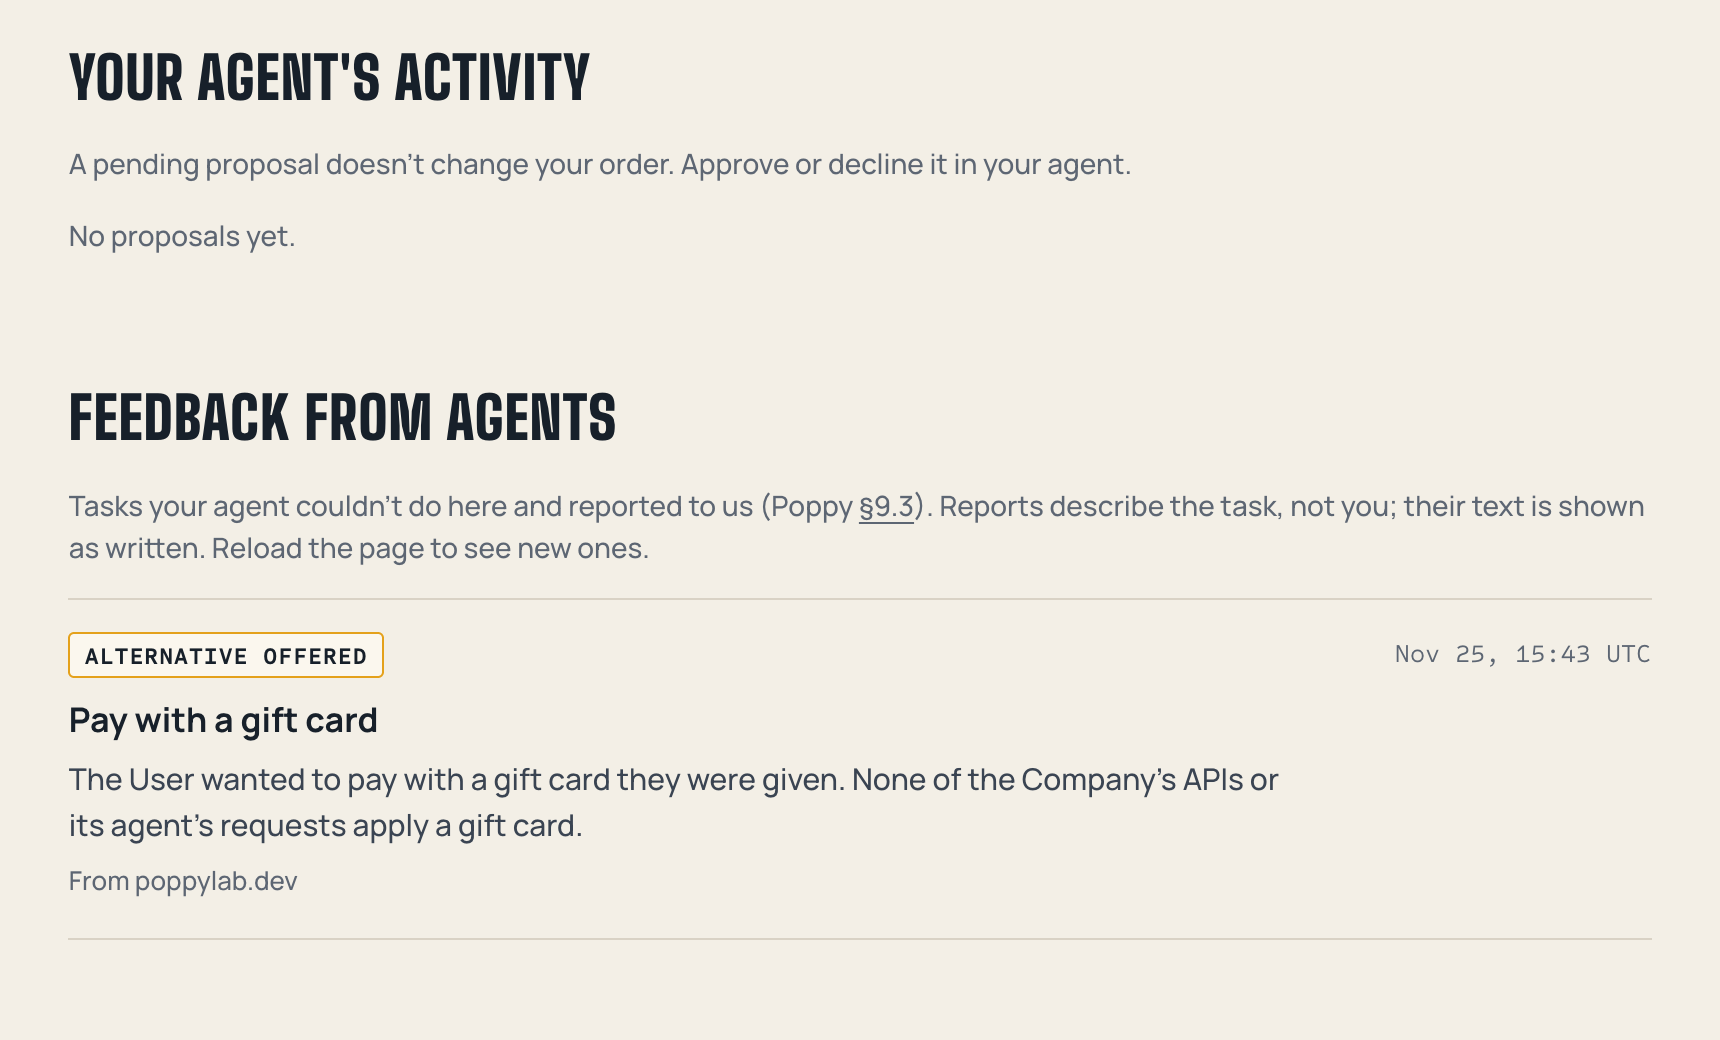 YOUR AGENT'S ACTIVITY
A pending proposal doesn’t change your order. Approve or decline it in your agent.
No proposals yet.
FEEDBACK FROM AGENTS
Tasks your agent couldn’t do here and reported to us (Poppy §9.3). Reports describe the task, not you; their text is shown
as written. Reload the page to see new ones.
ALTERNATIVE OFFERED
Nov 25, 15:43 UTC
Pay with a gift card
The User wanted to pay with a gift card they were given. None of the Company’s APIs or
its agent’s requests apply a gift card.
From poppylab.dev